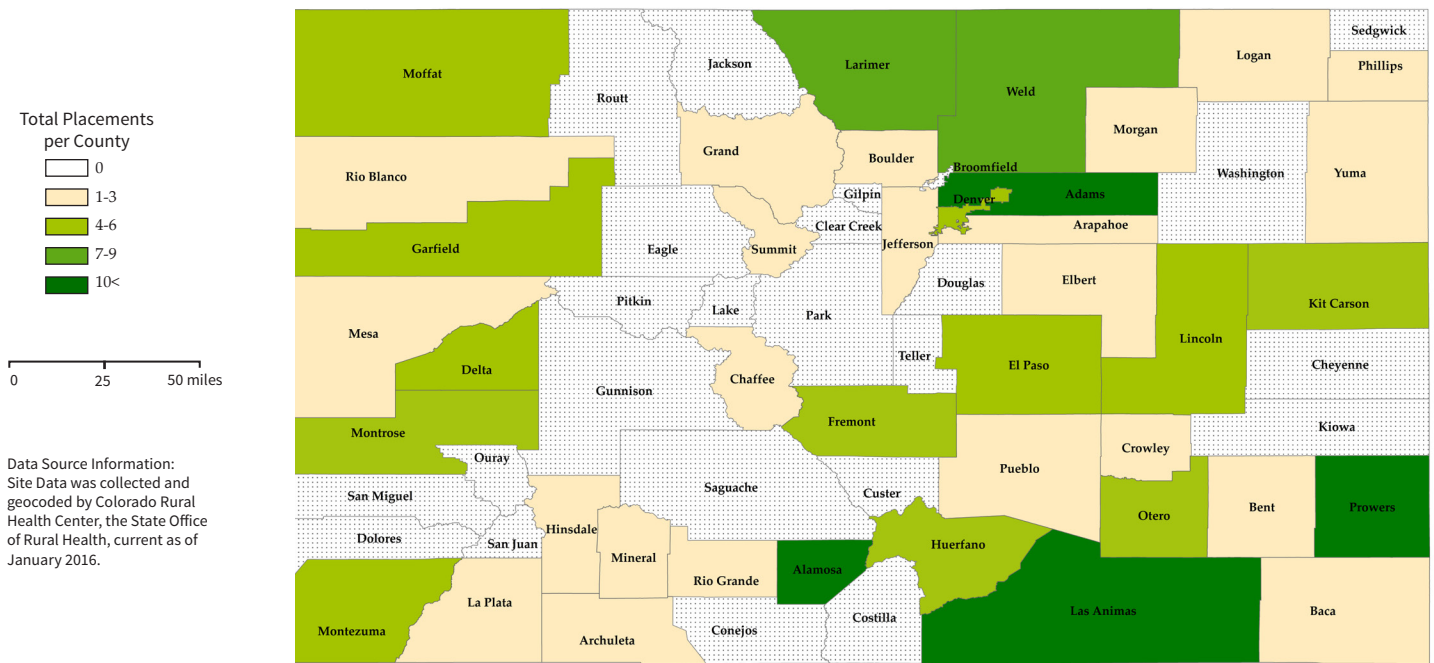 Total Placements
per County
0
1-3
4-6
7-9
10<
0 25 50 miles
Data Source Information:
Site Data was collected and
geocoded by Colorado Rural
Health Center, the State Office
of Rural Health, current as of
January 2016.
Moffat
Routt
Jackson
Larimer
Weld
Logan
Sedgwick
Phillips
Morgan
Rio Blanco
Grand
Boulder
Broomfield
Washington
Yuma
Gilpin
Denver
Adams
Garfield
Eagle
Summit
Clear Creek
Jefferson
Arapahoe
Douglas
Elbert
Kit Carson
Mesa
Pitkin
Lake
Park
Teller
El Paso
Lincoln
Cheyenne
Delta
Gunnison
Chaffee
Fremont
Kiowa
Montrose
Ouray
Pueblo
Crowley
San Miguel
Saguache
Custer
Otero
Bent
Prowers
Dolores
San Juan
Hinsdale
Mineral
Huerfano
Rio Grande
Alamosa
Las Animas
Baca
La Plata
Montezuma
Archuleta
Conejos
Costilla